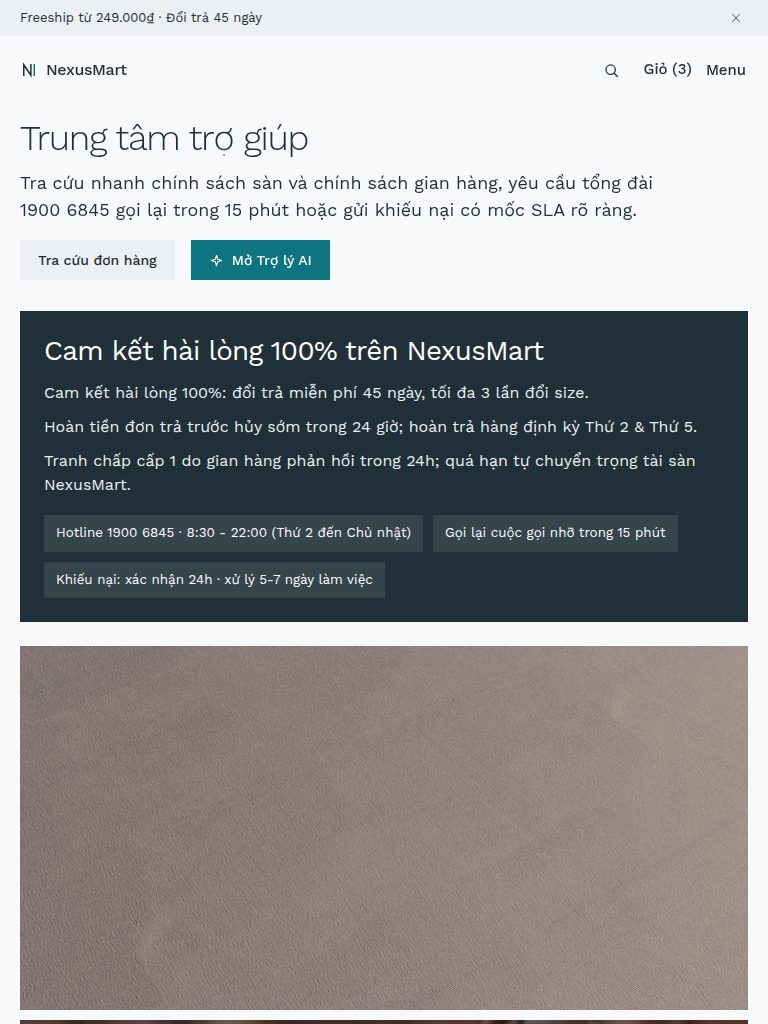 Freeship từ 249.000₫ · Đổi trả 45 ngày
NexusMart
Giỏ (3)
Menu
Trung tâm trợ giúp
Tra cứu nhanh chính sách sàn và chính sách gian hàng, yêu cầu tổng đài
1900 6845 gọi lại trong 15 phút hoặc gửi khiếu nại có mốc SLA rõ ràng.
Tra cứu đơn hàng
Mở Trợ lý AI
Cam kết hài lòng 100% trên NexusMart
Cam kết hài lòng 100%: đổi trả miễn phí 45 ngày, tối đa 3 lần đổi size.
Hoàn tiền đơn trả trước hủy sớm trong 24 giờ; hoàn trả hàng định kỳ Thứ 2 & Thứ 5.
Tranh chấp cấp 1 do gian hàng phản hồi trong 24h; quá hạn tự chuyển trọng tài sàn
NexusMart.
Hotline 1900 6845 · 8:30 - 22:00 (Thứ 2 đến Chủ nhật)
Gọi lại cuộc gọi nhỡ trong 15 phút
Khiếu nại: xác nhận 24h · xử lý 5-7 ngày làm việc